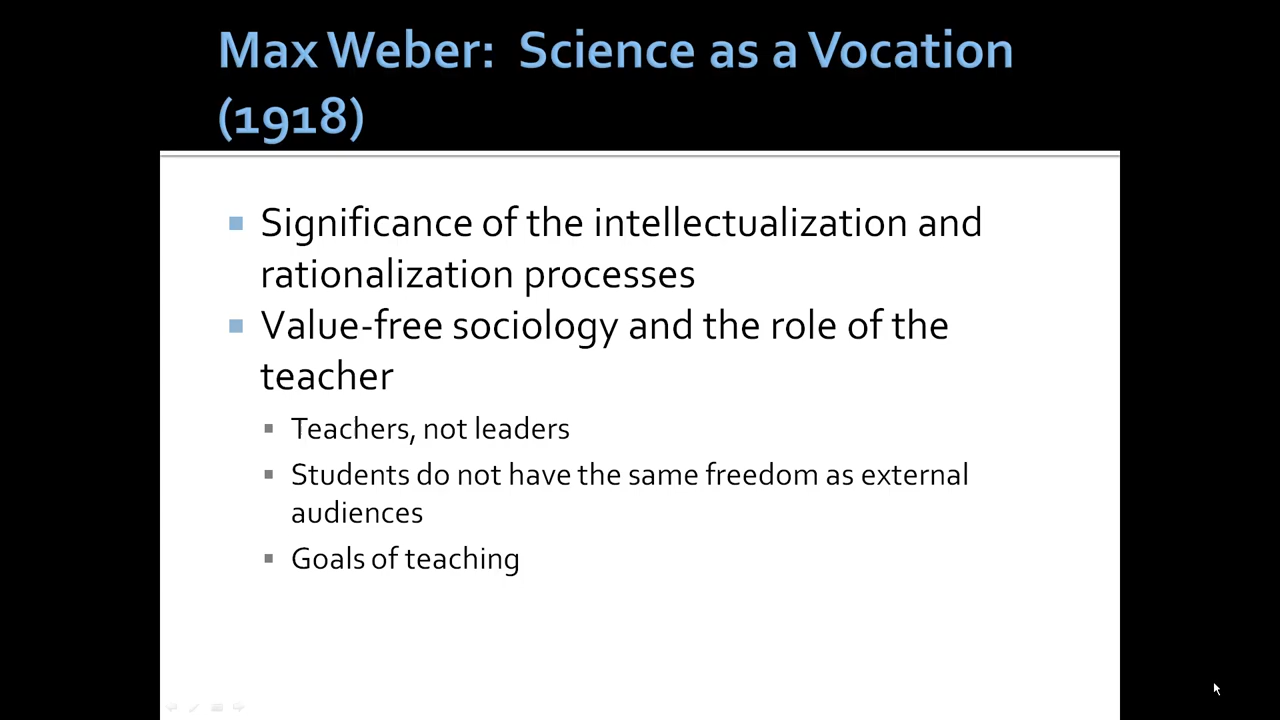 Max Weber:  Science as a Vocation
(1918)
Significance of the intellectualization and
rationalization processes
Value-free sociology and the role of the
teacher
Teachers, not leaders
Students do not have the same freedom as external
audiences
Goals of teaching